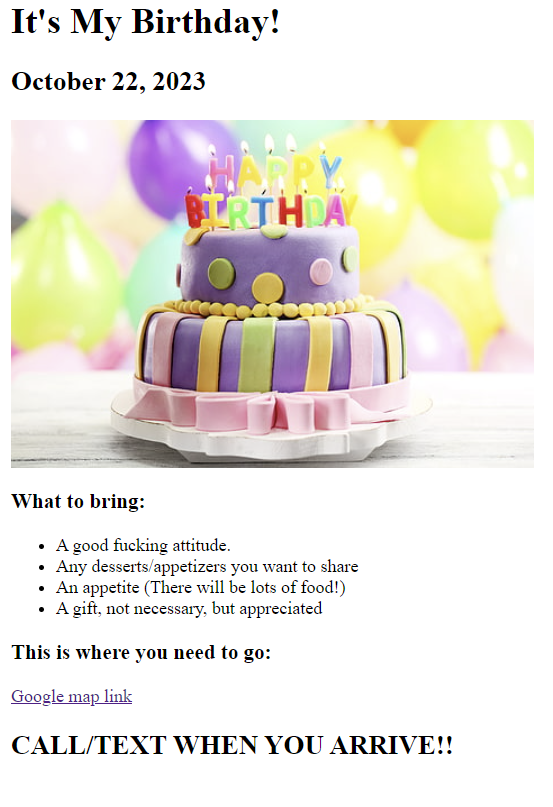 It's My Birthday!
October 22, 2023
HAPPY
BIRTHDAY
What to bring:
A good fucking attitude.
Any desserts/appetizers you want to share
An appetite (There will be lots of food!)
A gift, not necessary, but appreciated
This is where you need to go:
Google map link
CALL/TEXT WHEN YOU ARRIVE!!